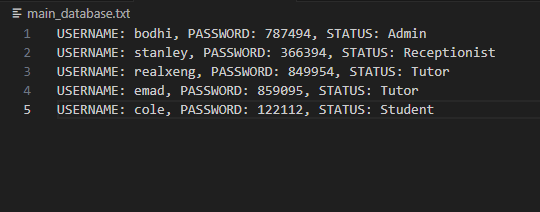 main_database.txt
1 USERNAME: bodhi, PASSWORD: 787494, STATUS: Admin
2 USERNAME: stanley, PASSWORD: 366394, STATUS: Receptionist
3 USERNAME: realxeng, PASSWORD: 849954, STATUS: Tutor
4 USERNAME: emad, PASSWORD: 859095, STATUS: Tutor
5 USERNAME: cole, PASSWORD: 122112, STATUS: Student